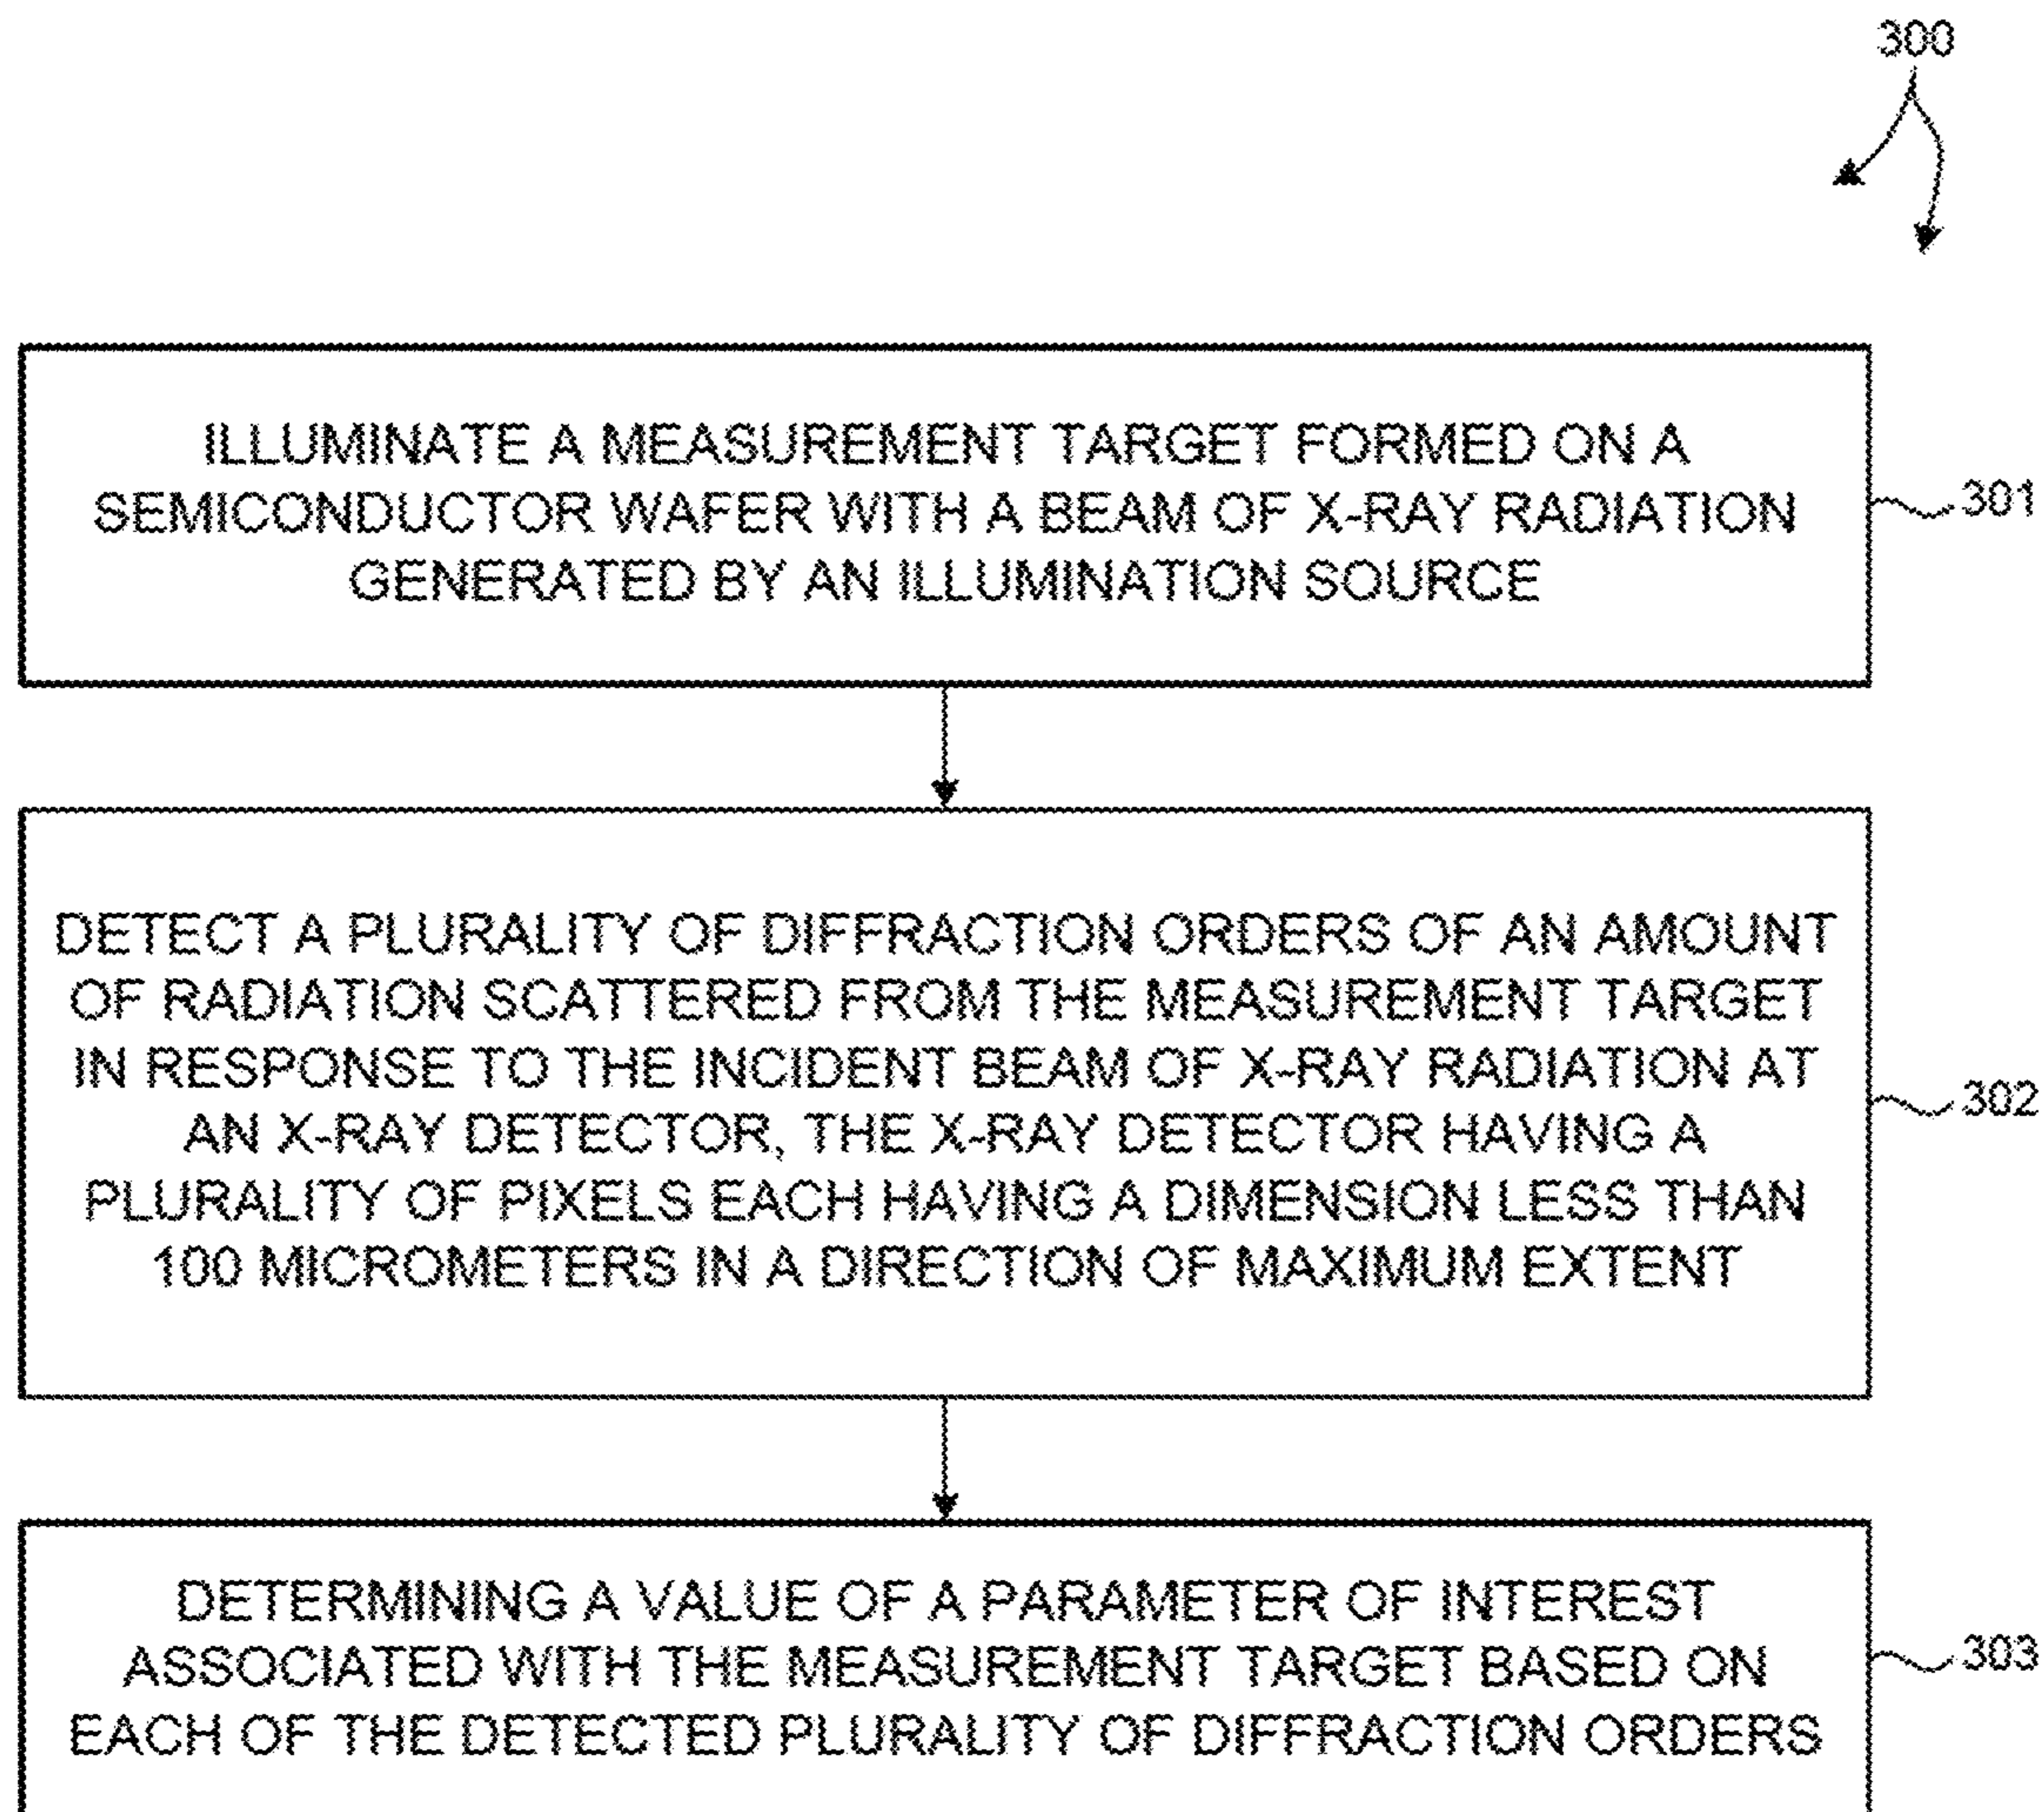 300
ILLUMINATE A MEASUREMENT TARGET FORMED ON A
SEMICONDUCTOR WAFER WITH A BEAM OF X-RAY RADIATION
GENERATED BY AN ILLUMINATION SOURCE
301
DETECT A PLURALITY OF DIFFRACTION ORDERS OF AN AMOUNT
OF RADIATION SCATTERED FROM THE MEASUREMENT TARGET
IN RESPONSE TO THE INCIDENT BEAM OF X-RAY RADIATION AT
AN X-RAY DETECTOR, THE X-RAY DETECTOR HAVING A
PLURALITY OF PIXELS EACH HAVING A DIMENSION LESS THAN
100 MICROMETERS IN A DIRECTION OF MAXIMUM EXTENT
302
DETERMINING A VALUE OF A PARAMETER OF INTEREST
ASSOCIATED WITH THE MEASUREMENT TARGET BASED ON
EACH OF THE DETECTED PLURALITY OF DIFFRACTION ORDERS
303